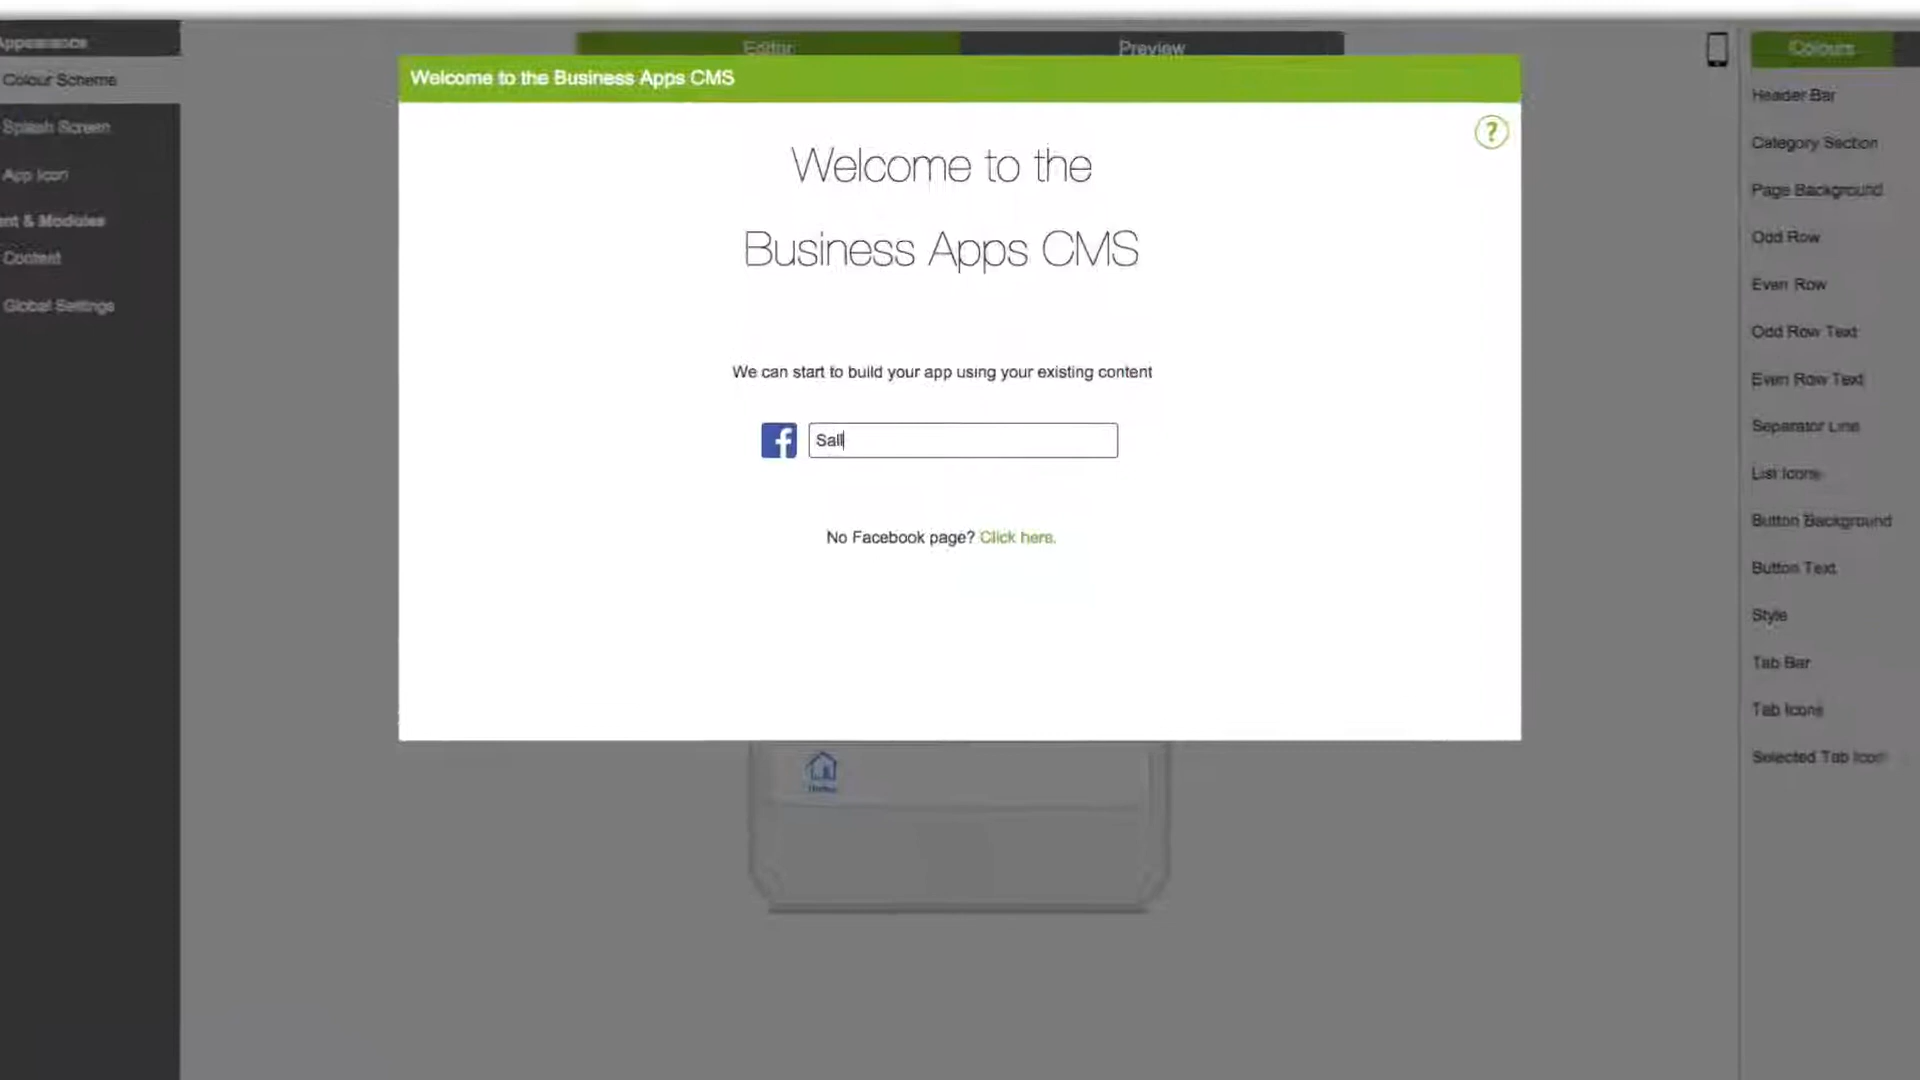 Appearance
Colour Scheme
Splash Screen
App Icon
ent & Modules
Content
Global Settings
Editor
Preview
Welcome to the Business Apps CMS
?
Welcome to the
Business Apps CMS
We can start to build your app using your existing content
f
Sall
No Facebook page? Click here.
Home
Colours
Header Bar
Category Section
Page Background
Odd Row
Even Row
Odd Row Text
Even Row Text
Separator Line
List Icons
Button Background
Button Text
Style
Tab Bar
Tab Icons
Selected Tab Icon